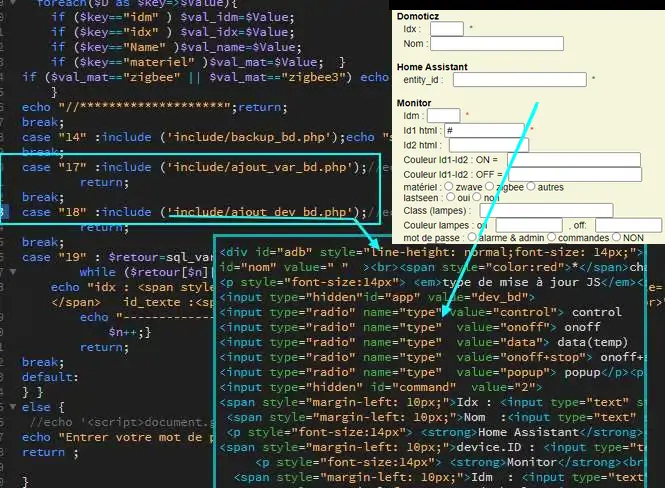 foreach($D as $key=>$Value){
if ($key=="idm" ) $val_idm=$Value;
if ($key=="idx" ) $val_idx=$Value;
if ($key=="Name" )$val_name=$Value;
if ($key=="materiel" )$val_mat=$Value; }
if ($val_mat=="zigbee" || $val_mat=="zigbee3") echo
}
echo "//********************";return;
break;
case "14" :include ('include/backup_bd.php');echo "s
break;
case "17" :include ('include/ajout_var_bd.php');//e
return;
break;
case "18" :include ('include/ajout_dev_bd.php');//e
return;
break;
case "19" : $retour=sql_var
while ($retour[$n][
echo "idx : <span style
</span> id_texte :<sp
echo "--------------
$n++;}
return;
break;
default:
} }
else {
//echo '<script>document.g
echo "Entrer votre mot de p
return ;
}
Domoticz
Idx : *
Nom :
Home Assistant
entity_id : *
Monitor
Idm : *
Id1 html : # *
Id2 html :
Couleur Id1-Id2 : ON =
Couleur Id1-Id2 : OFF =
matériel : zwave zigbee autres
lastseen : oui non
Class (lampes) :
Couleur lampes : on , off:
mot de passe : alarme & admin commandes NON
<div id="adb" style="line-height: normal;font-size: 14px;">
id="nom" value=" " ><br><span style="color:red">*</span>cha
<p style="font-size:14px"> <em>type de mise à jour JS</em><
<input type="hidden"id="app" value="dev_bd">
<input type="radio" name="type" value="control"> control
<input type="radio" name="type" value="onoff"> onoff
<input type="radio" name="type" value="data"> data(temp)
<input type="radio" name="type" value="onoff+stop"> onoff+s
<input type="radio" name="type" value="popup"> popup</p><p
<input type="hidden" id="command" value="2">
<span style="margin-left: 10px;">Idx : <input type="text" s
<span style="margin-left: 10px;">Nom :<input type="text"
<p style="font-size:14px"> <strong>Home Assistant</strong>
<span style="margin-left: 10px;">device.ID : <input type="t
<p style="font-size:14px"> <strong>Monitor</strong><br
<span style="margin-left: 10px;">Idm : <input type="text"